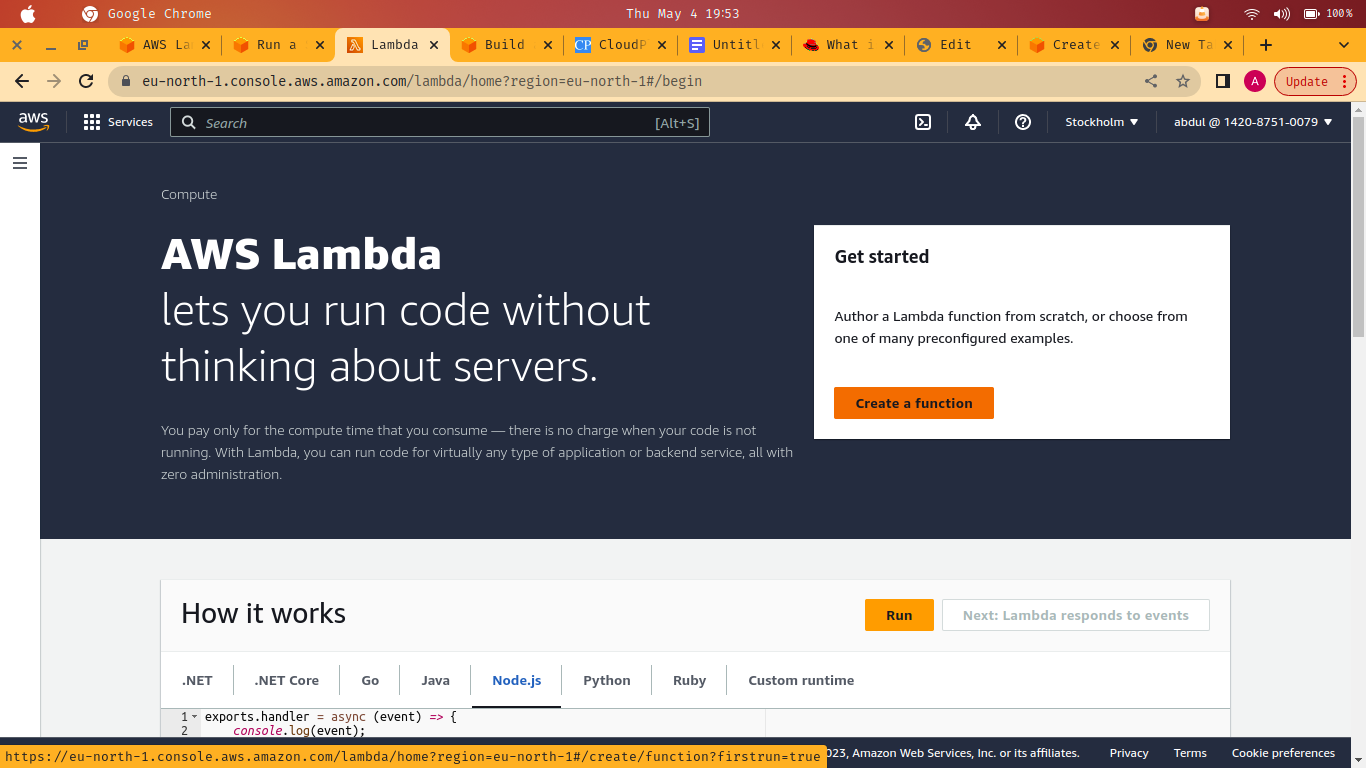 Google Chrome
Thu May 4 19:53
100%
AWS La
Run a
Lambda
Build
CP
CloudP
Untitl
What i
Edit
Create
New Ta
eu-north-1.console.aws.amazon.com/lambda/home?region=eu-north-1#/begin
A
Update
aws
Services
Search
[Alt+S]
Stockholm
abdul @ 1420-8751-0079
Compute
AWS Lambda
lets you run code without
thinking about servers.
You pay only for the compute time that you consume — there is no charge when your code is not
running. With Lambda, you can run code for virtually any type of application or backend service, all with
zero administration.
Get started
Author a Lambda function from scratch, or choose from
one of many preconfigured examples.
Create a function
How it works
Run
Next: Lambda responds to events
.NET
.NET Core
Go
Java
Node.js
Python
Ruby
Custom runtime
1 exports.handler = async (event) => {
2 console.log(event);
https://eu-north-1.console.aws.amazon.com/lambda/home?region=eu-north-1#/create/function?firstrun=true
023, Amazon Web Services, Inc. or its affiliates.
Privacy
Terms
Cookie preferences